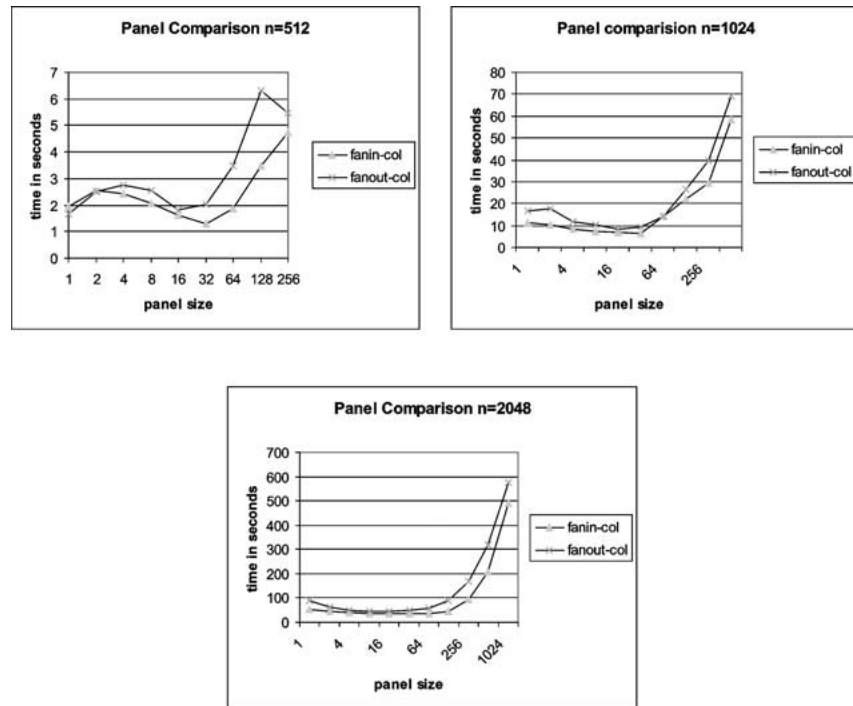 Panel Comparison n=512
7
6
5
4
3
2
1
0
time in seconds
1 2 4 8 16 32 64 128 256
panel size
fanin-col
fanout-col
Panel comparision n=1024
80
70
60
50
40
30
20
10
0
time in seconds
1 4 16 64 256
panel size
fanin-col
fanout-col
Panel Comparison n=2048
700
600
500
400
300
200
100
0
time in seconds
1 4 16 64 256 1024
panel size
fanin-col
fanout-col